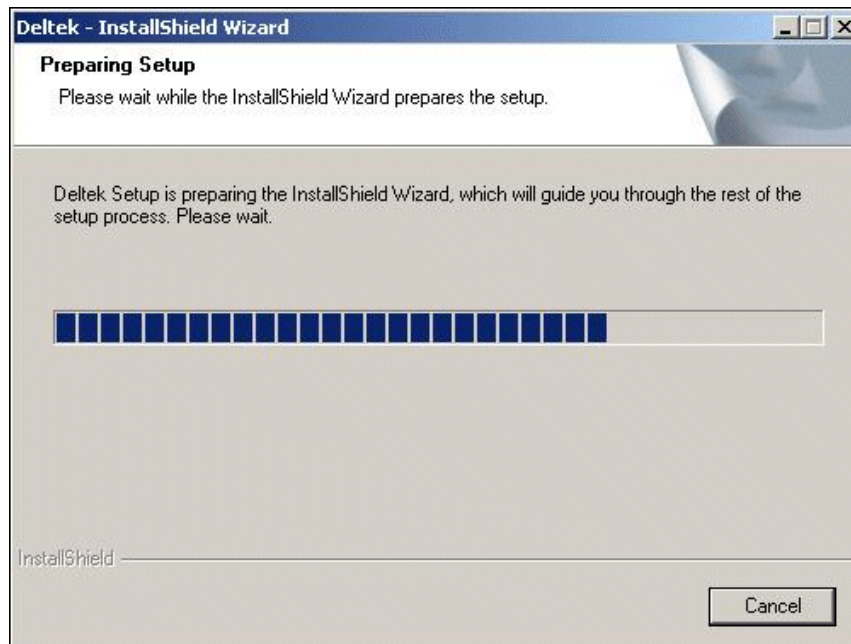 Deltek - InstallShield Wizard
Preparing Setup
Please wait while the InstallShield Wizard prepares the setup.
Deltek Setup is preparing the InstallShield Wizard, which will guide you through the rest of the
setup process. Please wait.
InstallShield
Cancel